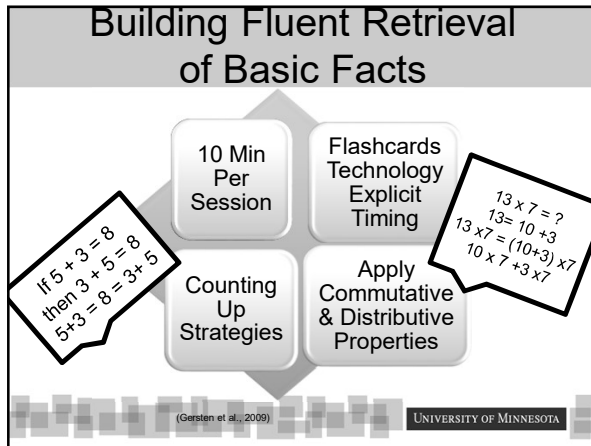 Building Fluent Retrieval
of Basic Facts
10 Min
Per
Session
Flashcards
Technology
Explicit
Timing
If 5 + 3 = 8
then 3 + 5 = 8
5+3 = 8 = 3+ 5
13 x 7 = ?
13= 10 +3
13 x7 = (10+3) x7
10 x 7 +3 x7
Counting
Up
Strategies
Apply
Commutative
& Distributive
Properties
(Gersten et al., 2009)
UNIVERSITY OF MINNESOTA